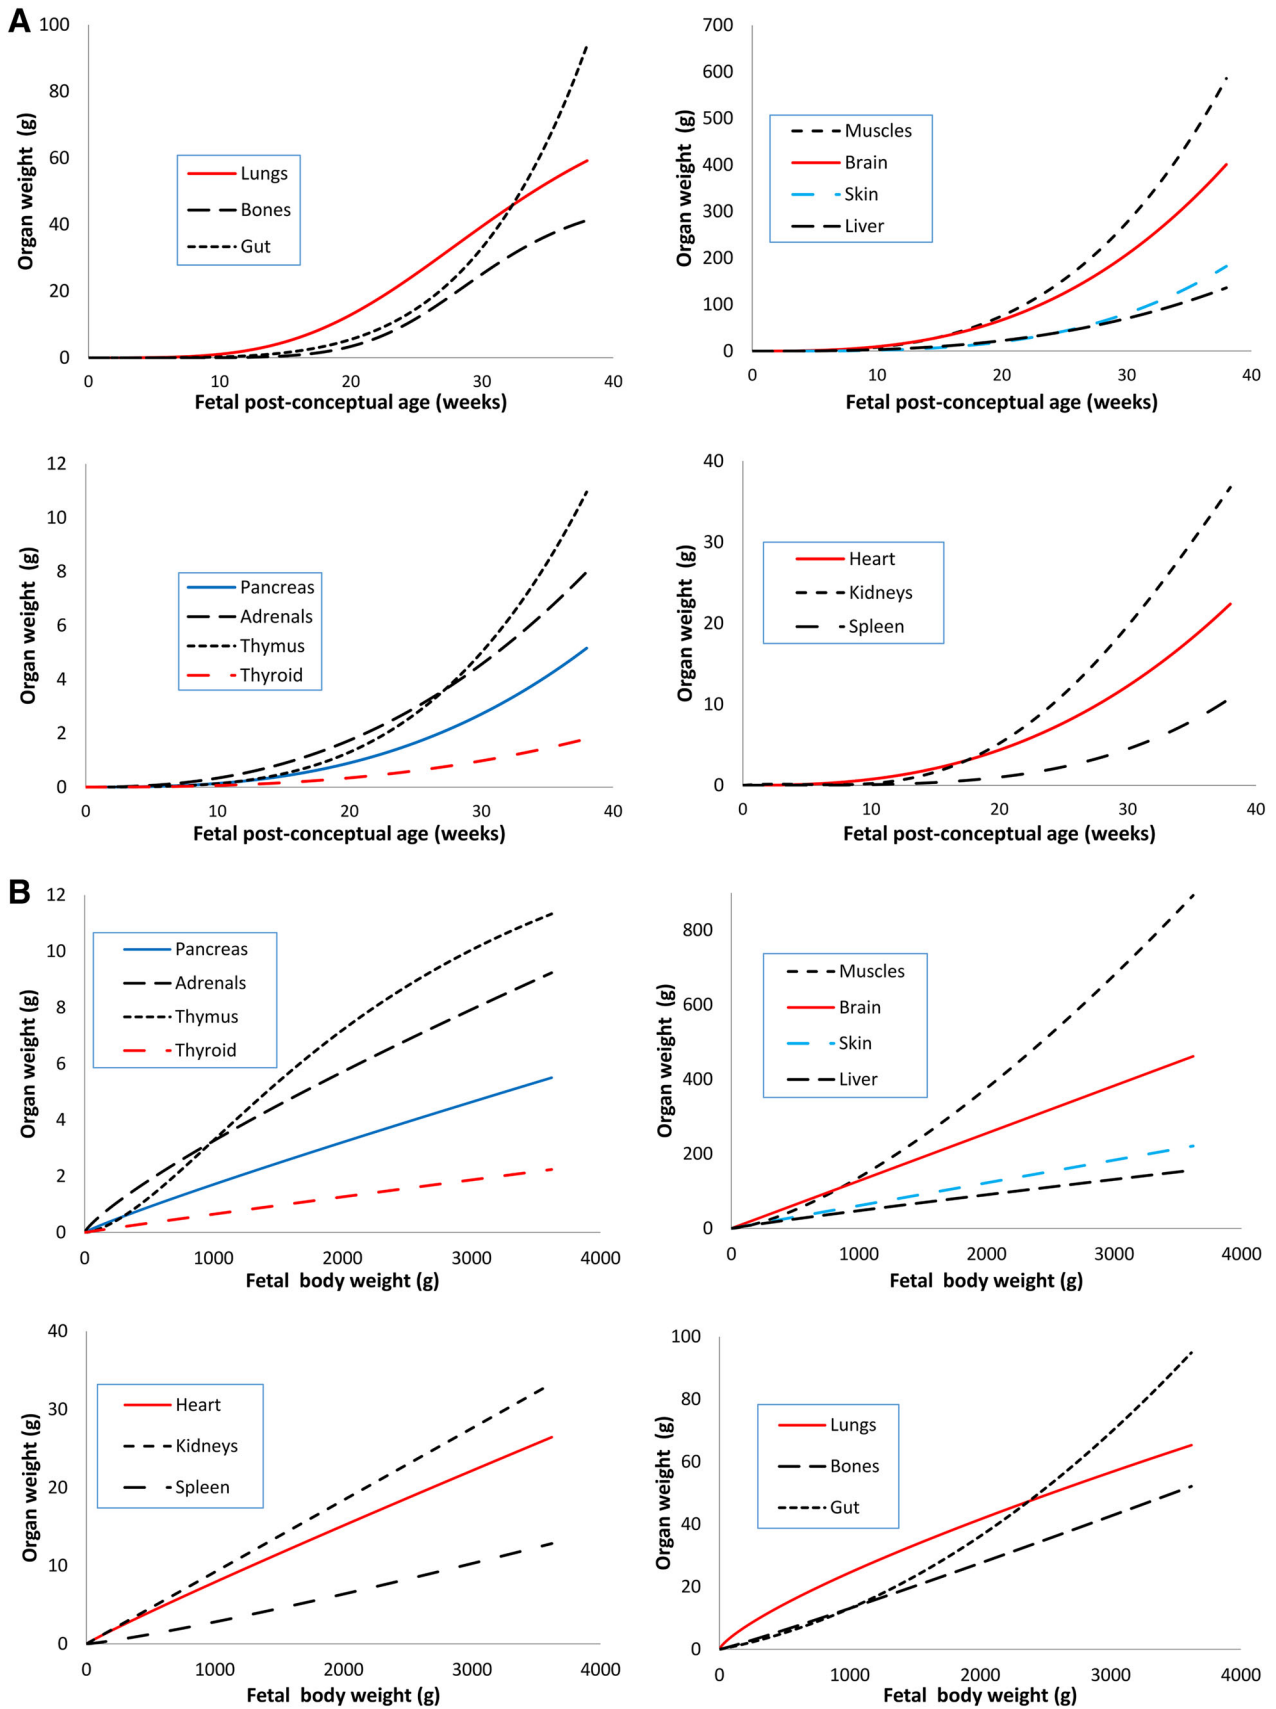 A
100
80
60
40
20
0
0 10 20 30 40
Organ weight (g)
Fetal post-conceptual age (weeks)
Lungs
Bones
Gut
700
600
500
400
300
200
100
0
0 10 20 30 40
Organ weight (g)
Fetal post-conceptual age (weeks)
Muscles
Brain
Skin
Liver
12
10
8
6
4
2
0
0 10 20 30 40
Organ weight (g)
Fetal post-conceptual age (weeks)
Pancreas
Adrenals
Thymus
Thyroid
40
30
20
10
0
0 10 20 30 40
Organ weight (g)
Fetal post-conceptual age (weeks)
Heart
Kidneys
Spleen
B
12
10
8
6
4
2
0
0 1000 2000 3000 4000
Organ weight (g)
Fetal body weight (g)
Pancreas
Adrenals
Thymus
Thyroid
800
600
400
200
0
0 1000 2000 3000 4000
Organ weight (g)
Fetal body weight (g)
Muscles
Brain
Skin
Liver
40
30
20
10
0
0 1000 2000 3000 4000
Organ weight (g)
Fetal body weight (g)
Heart
Kidneys
Spleen
100
80
60
40
20
0
0 1000 2000 3000 4000
Organ weight (g)
Fetal body weight (g)
Lungs
Bones
Gut